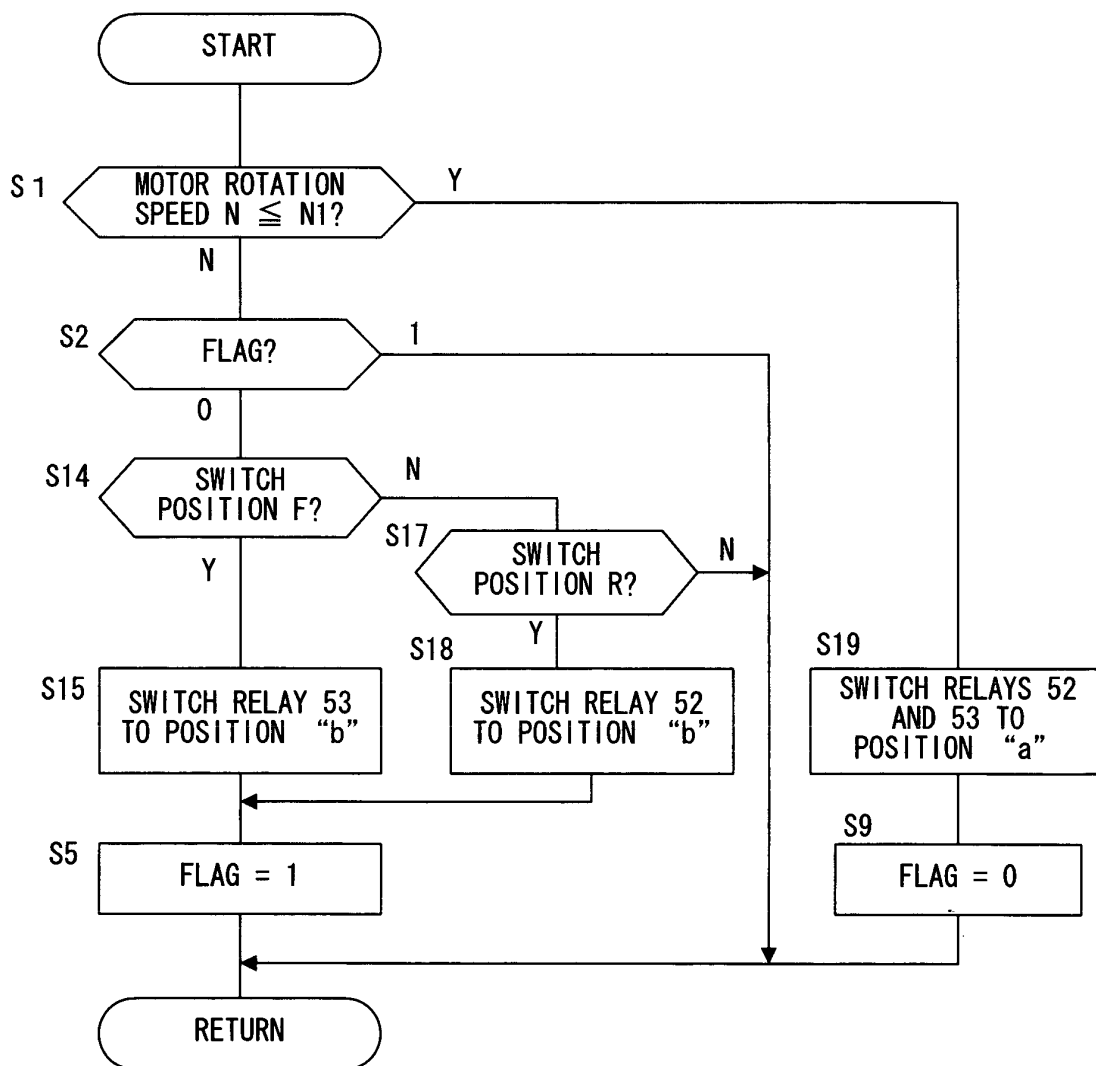 START
S1
MOTOR ROTATION
SPEED N ≦ N1?
Y
N
S2
FLAG?
1
0
S14
SWITCH
POSITION F?
N
Y
S17
SWITCH
POSITION R?
N
Y
S15
SWITCH RELAY 53
TO POSITION “b”
S18
SWITCH RELAY 52
TO POSITION “b”
S19
SWITCH RELAYS 52
AND 53 TO
POSITION “a”
S5
FLAG = 1
S9
FLAG = 0
RETURN